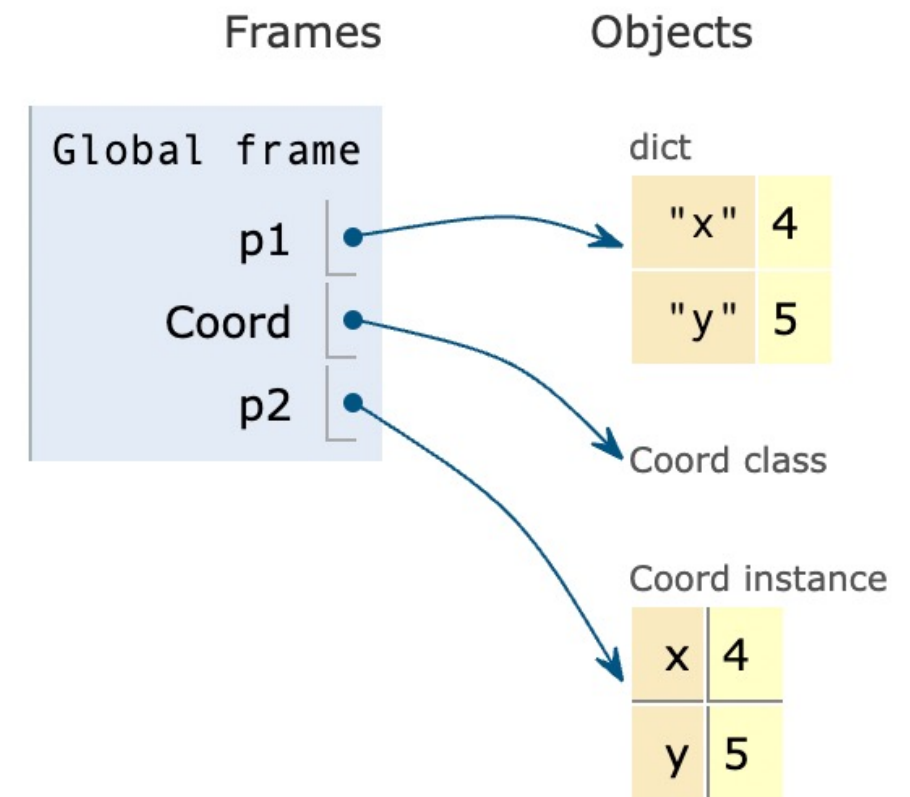 Frames
Objects
Global frame
p1
Coord
p2
dict
"x" 4
"y" 5
Coord class
Coord instance
x 4
y 5